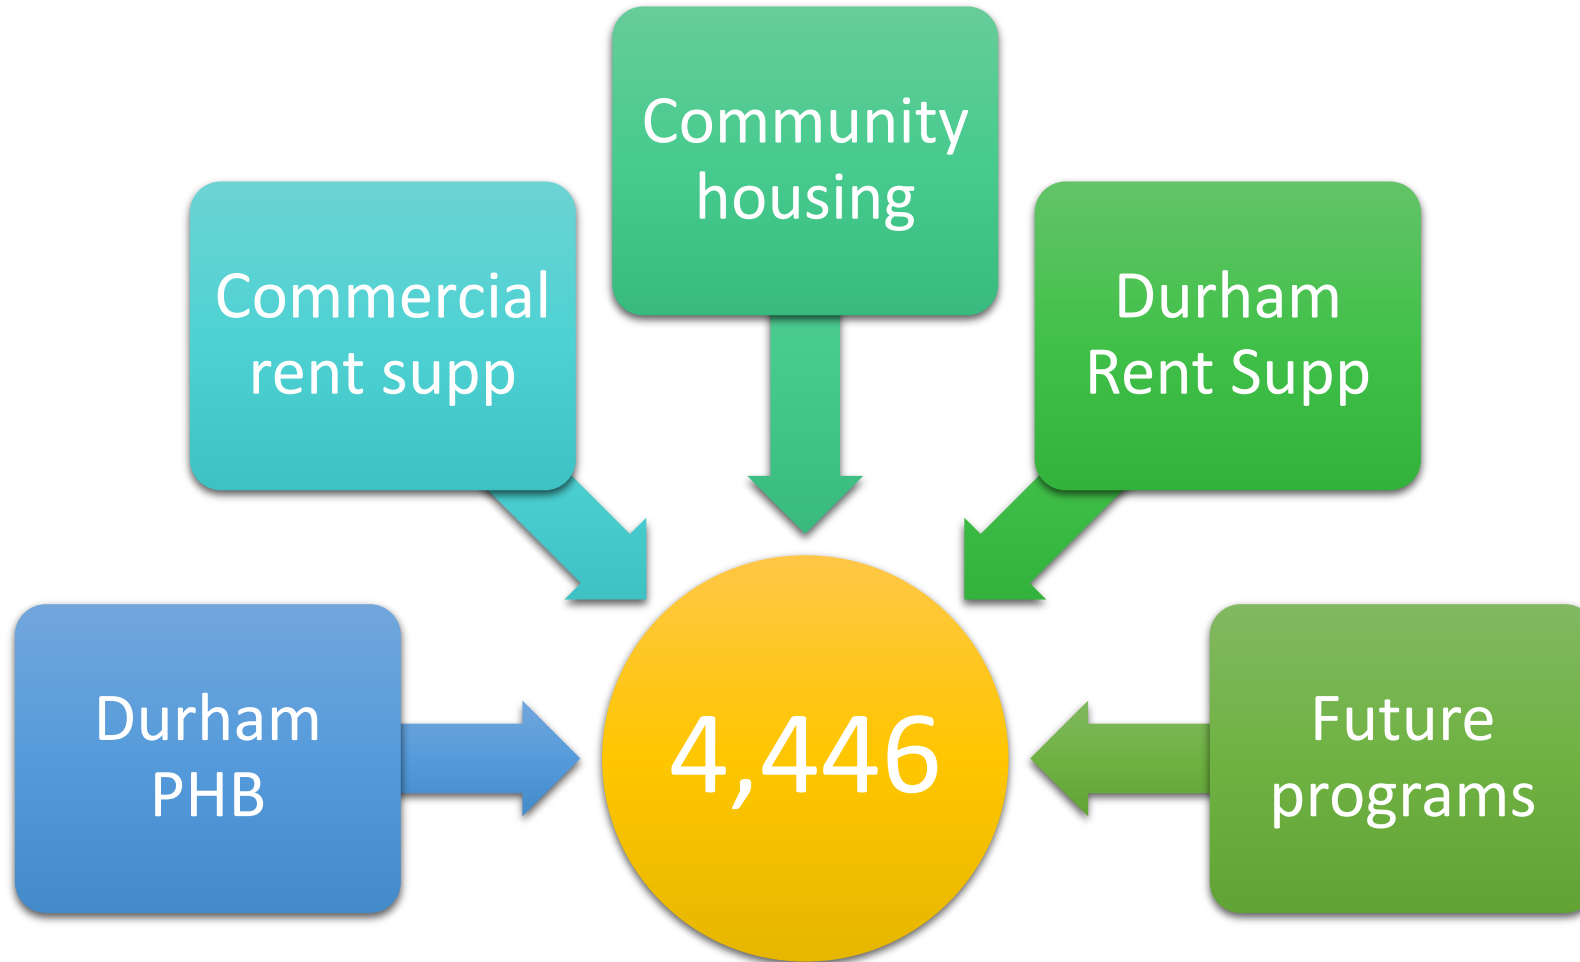 Community
housing
Commercial
rent supp
Durham
Rent Supp
Durham
PHB
4,446
Future
programs